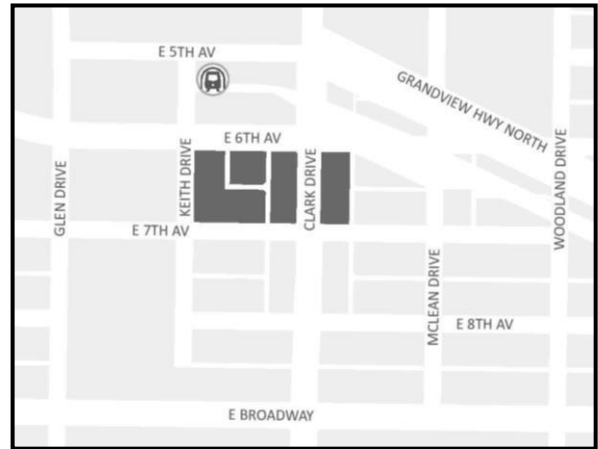 E 5TH AV
GRANDVIEW HWY NORTH
E 6TH AV
GLEN DRIVE
KEITH DRIVE
CLARK DRIVE
WOODLAND DRIVE
E 7TH AV
MCLEAN DRIVE
E 8TH AV
E BROADWAY